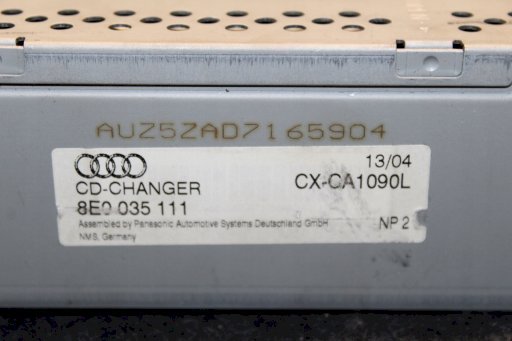 AUZ5ZAD7165904
13/04
CD-CHANGER CX-CA1090L
8E0 035 111
Assembled by Panasonic Automotive Systems Deutschland GmbH NP 2
NMS, Germany